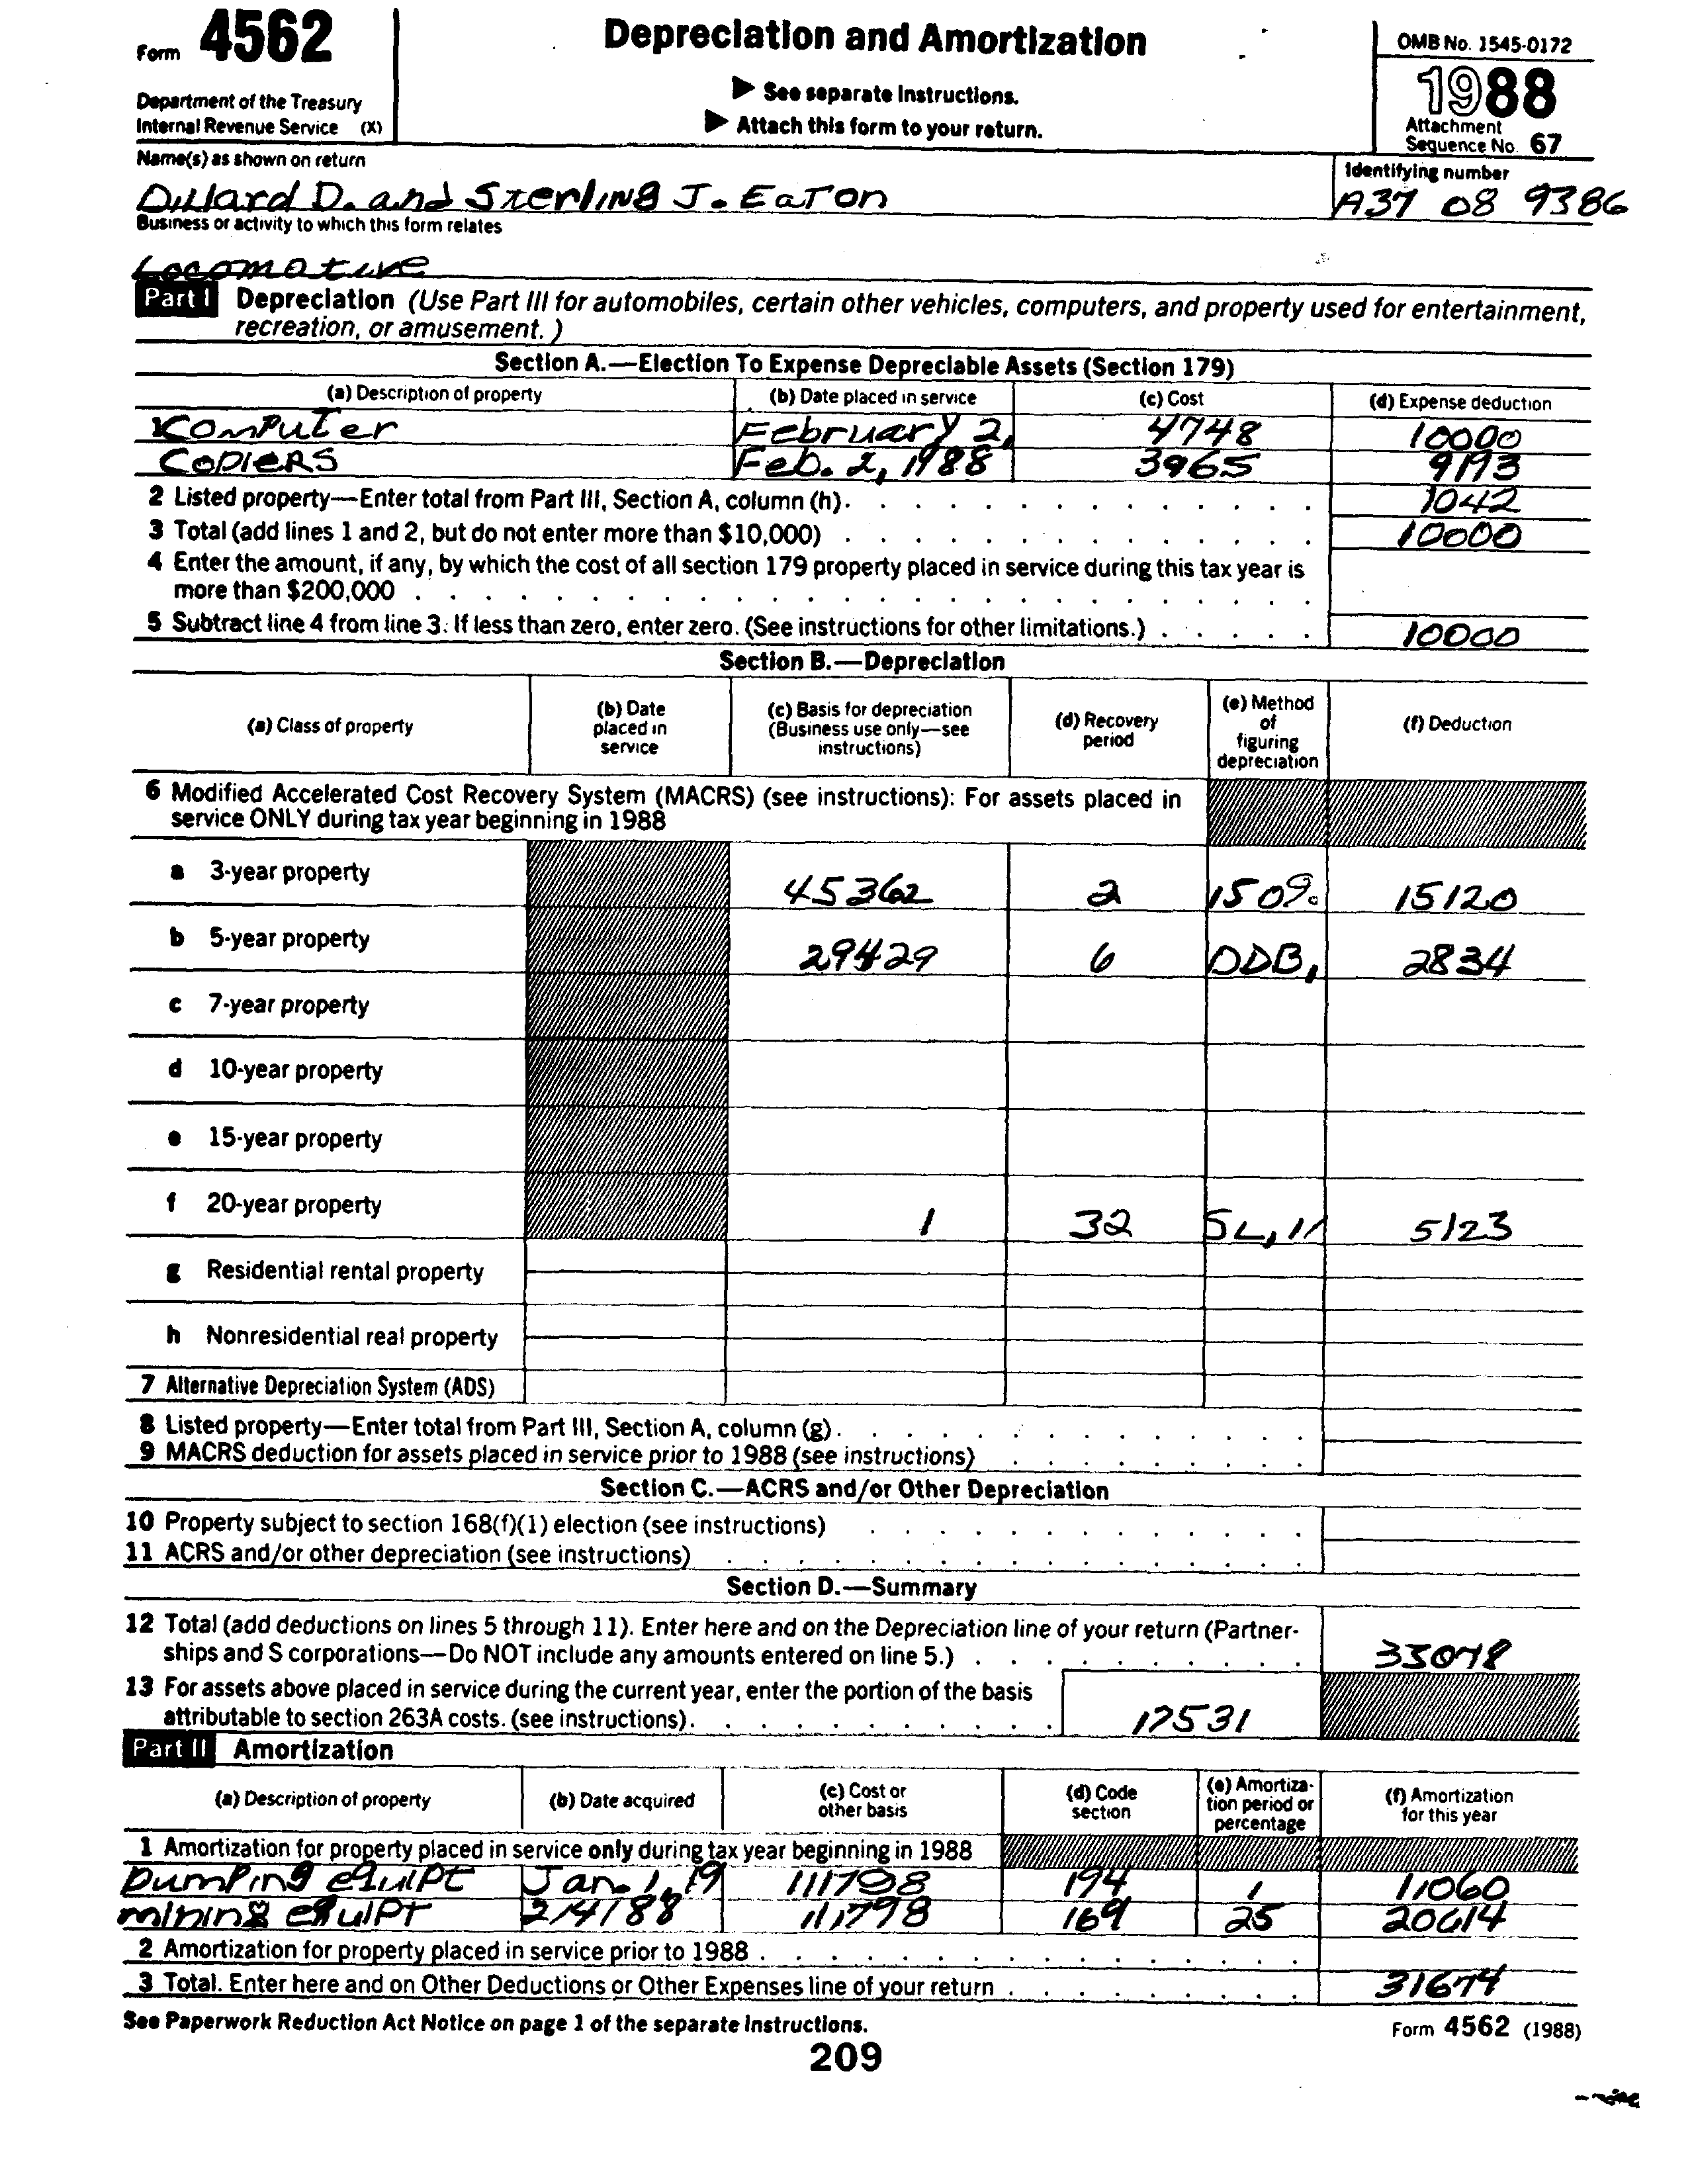 Form 4562
Depreciation and Amortization
OMB No. 1545-0172
1988
Department of the Treasury
Internal Revenue Service (X)
▶ See separate Instructions.
▶ Attach this form to your return.
Attachment
Sequence No. 67
Name(s) as shown on return
Identifying number
Dillard D. and Sterling J. Eaton
A37 08 9386
Business or activity to which this form relates
Locomotive
Part I Depreciation (Use Part III for automobiles, certain other vehicles, computers, and property used for entertainment,
recreation, or amusement.)
Section A.—Election To Expense Depreciable Assets (Section 179)
(a) Description of property (b) Date placed in service (c) Cost (d) Expense deduction
Computer February 2, 4748 10000
Copiers Feb. 2, 1988 3965 9193
2 Listed property—Enter total from Part III, Section A, column (h). 1042
3 Total (add lines 1 and 2, but do not enter more than $10,000) 10000
4 Enter the amount, if any, by which the cost of all section 179 property placed in service during this tax year is
more than $200,000
5 Subtract line 4 from line 3. If less than zero, enter zero. (See instructions for other limitations.) 10000
Section B.—Depreciation
(a) Class of property (b) Date placed in service (c) Basis for depreciation (Business use only—see instructions) (d) Recovery period (e) Method of figuring depreciation (f) Deduction
6 Modified Accelerated Cost Recovery System (MACRS) (see instructions): For assets placed in
service ONLY during tax year beginning in 1988
a 3-year property 45362 2 150% 15120
b 5-year property 29429 6 DDB, 2834
c 7-year property
d 10-year property
e 15-year property
f 20-year property 1 32 SL, 11 5123
g Residential rental property
h Nonresidential real property
7 Alternative Depreciation System (ADS)
8 Listed property—Enter total from Part III, Section A, column (g).
9 MACRS deduction for assets placed in service prior to 1988 (see instructions)
Section C.—ACRS and/or Other Depreciation
10 Property subject to section 168(f)(1) election (see instructions)
11 ACRS and/or other depreciation (see instructions)
Section D.—Summary
12 Total (add deductions on lines 5 through 11). Enter here and on the Depreciation line of your return (Partner-
ships and S corporations—Do NOT include any amounts entered on line 5.) 33078
13 For assets above placed in service during the current year, enter the portion of the basis
attributable to section 263A costs. (see instructions). 17531
Part II Amortization
(a) Description of property (b) Date acquired (c) Cost or other basis (d) Code section (e) Amortiza-tion period or percentage (f) Amortization for this year
1 Amortization for property placed in service only during tax year beginning in 1988
Pumping equipt Jan. 1, 19 111798 194 1 11060
mining equipt 2/4/88 111798 169 25 20614
2 Amortization for property placed in service prior to 1988
3 Total. Enter here and on Other Deductions or Other Expenses line of your return 31674
See Paperwork Reduction Act Notice on page 1 of the separate Instructions.
Form 4562 (1988)
209